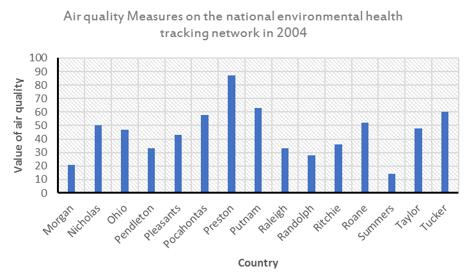 Air quality Measures on the national environmental health
tracking network in 2004
Value of air quality
100
90
80
70
60
50
40
30
20
10
0
Morgan
Nicholas
Ohio
Pendleton
Pleasants
Pocahontas
Preston
Putnam
Raleigh
Randolph
Ritchie
Roane
Summers
Taylor
Tucker
Country